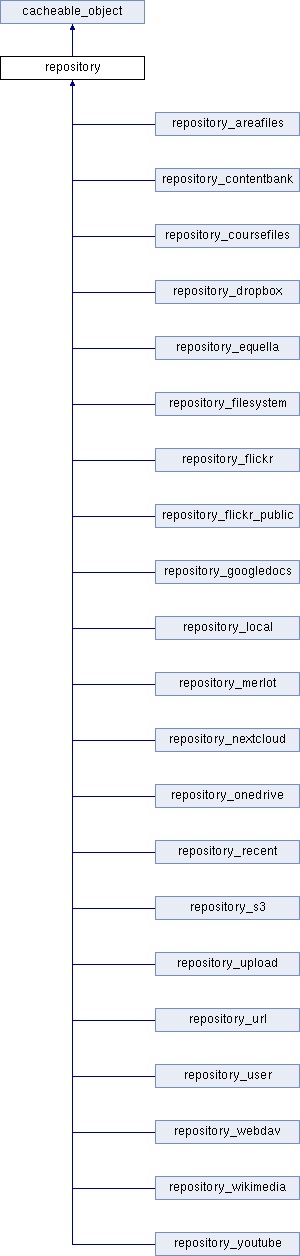 cacheable_object
repository
repository_areafiles
repository_contentbank
repository_coursefiles
repository_dropbox
repository_equella
repository_filesystem
repository_flickr
repository_flickr_public
repository_googledocs
repository_local
repository_merlot
repository_nextcloud
repository_onedrive
repository_recent
repository_s3
repository_upload
repository_url
repository_user
repository_webdav
repository_wikimedia
repository_youtube